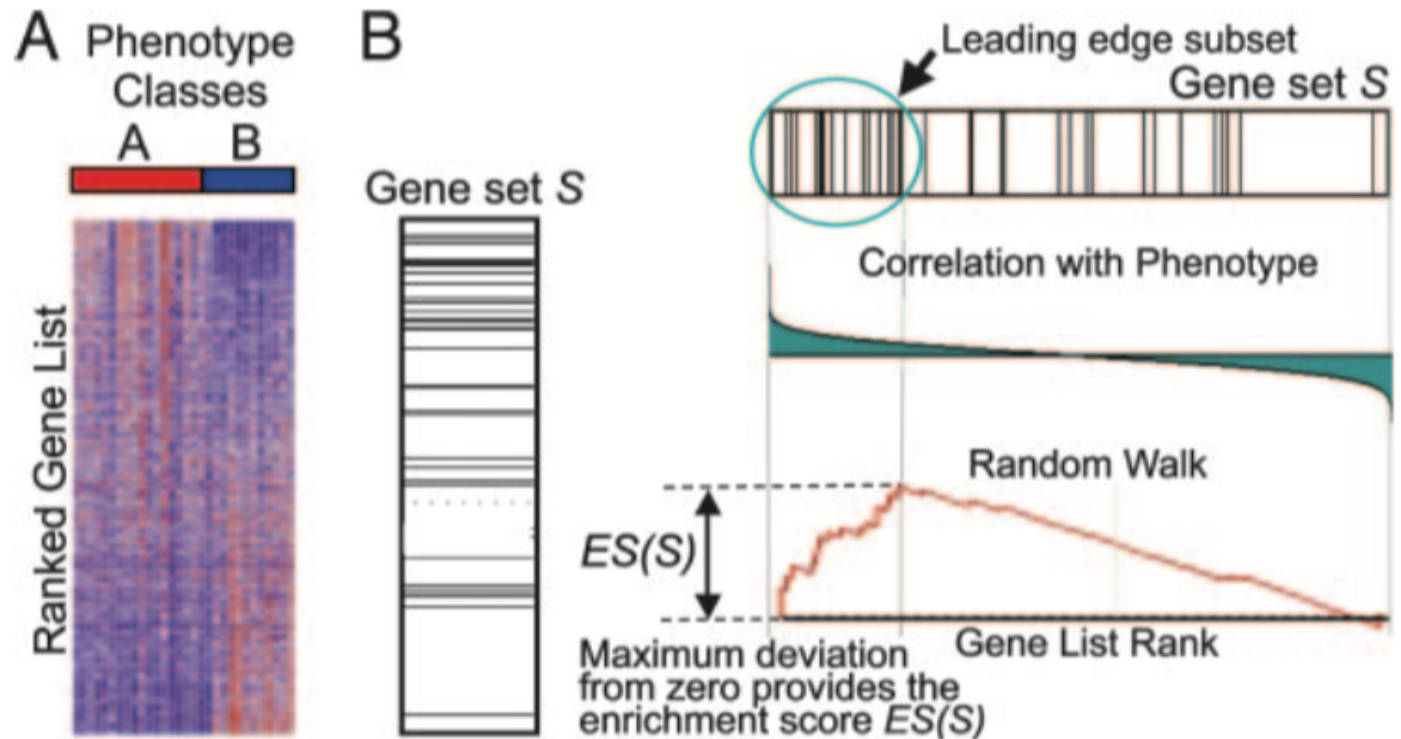 A
Phenotype
Classes
A B
Ranked Gene List
B
Gene set S
Leading edge subset
Gene set S
Correlation with Phenotype
Random Walk
ES(S)
Gene List Rank
Maximum deviation
from zero provides the
enrichment score ES(S)